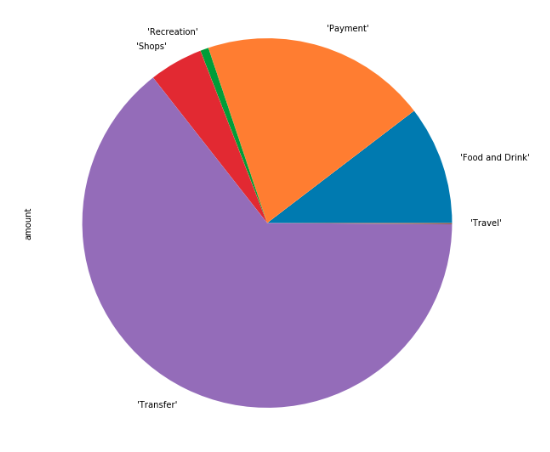 'Payment'
'Recreation'
'Shops'
'Food and Drink'
'Travel'
amount
'Transfer'